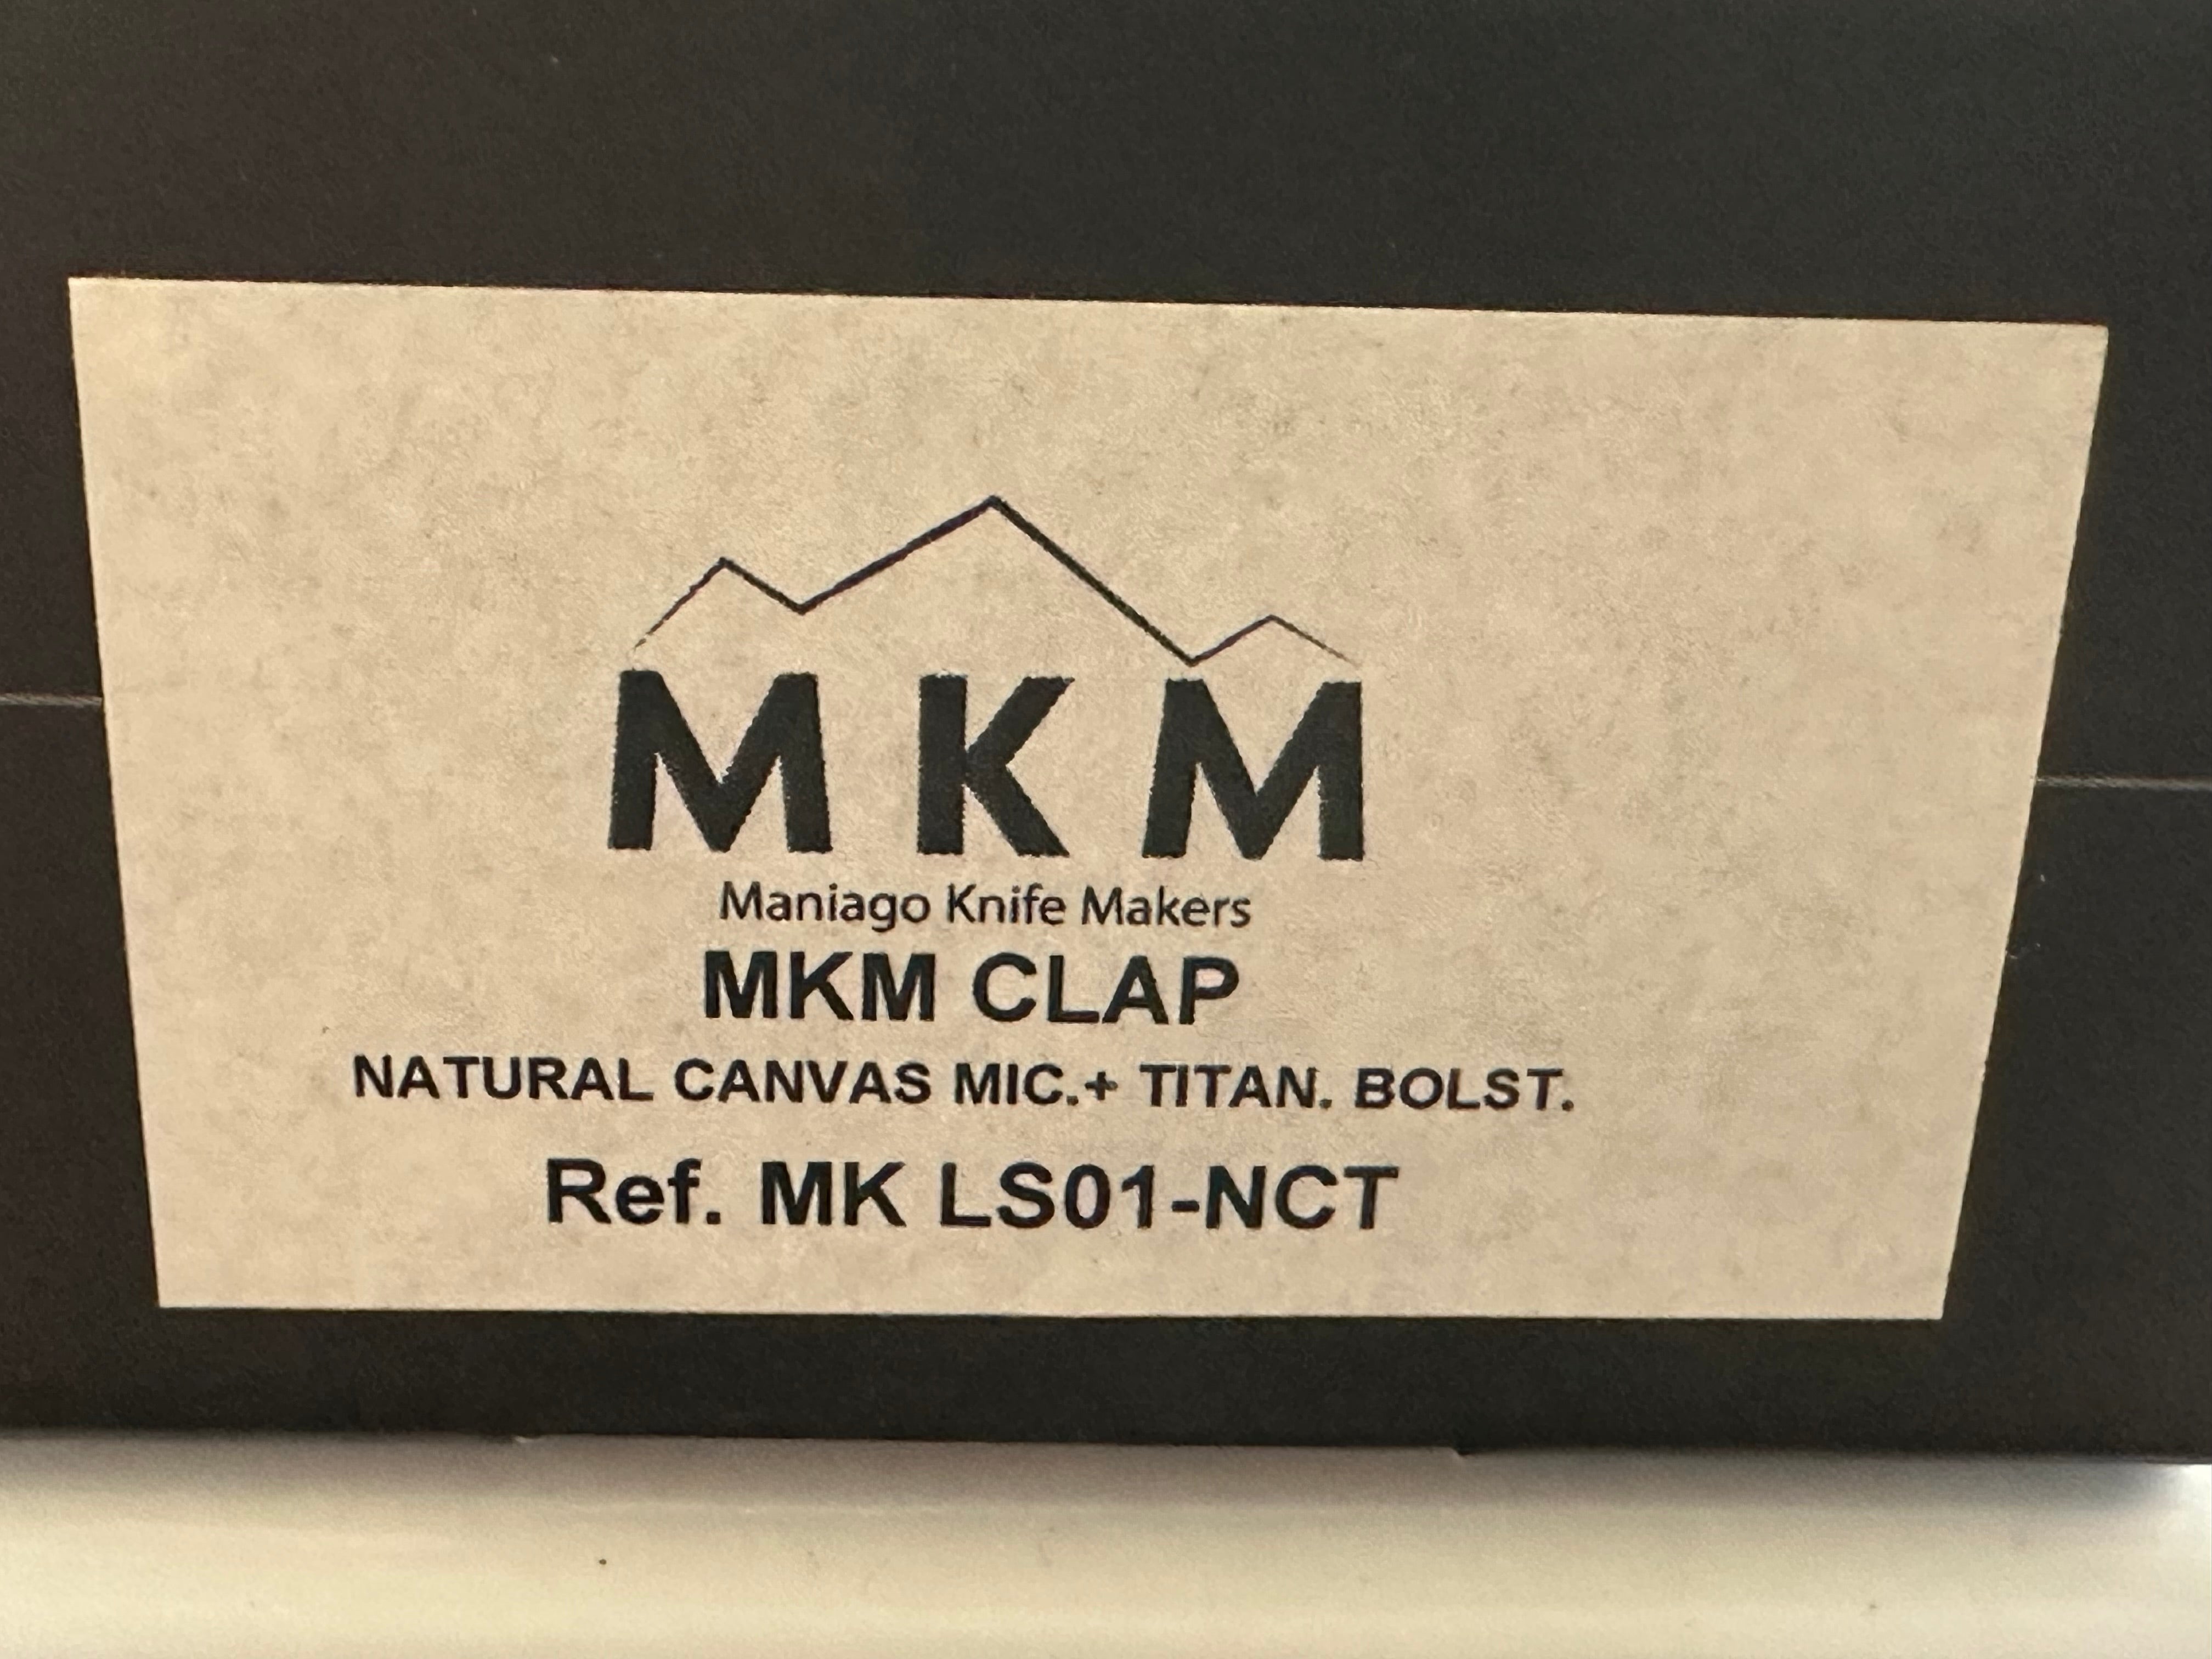 MKM
Maniago Knife Makers
MKM CLAP
NATURAL CANVAS MIC.+ TITAN. BOLST.
Ref. MK LS01-NCT